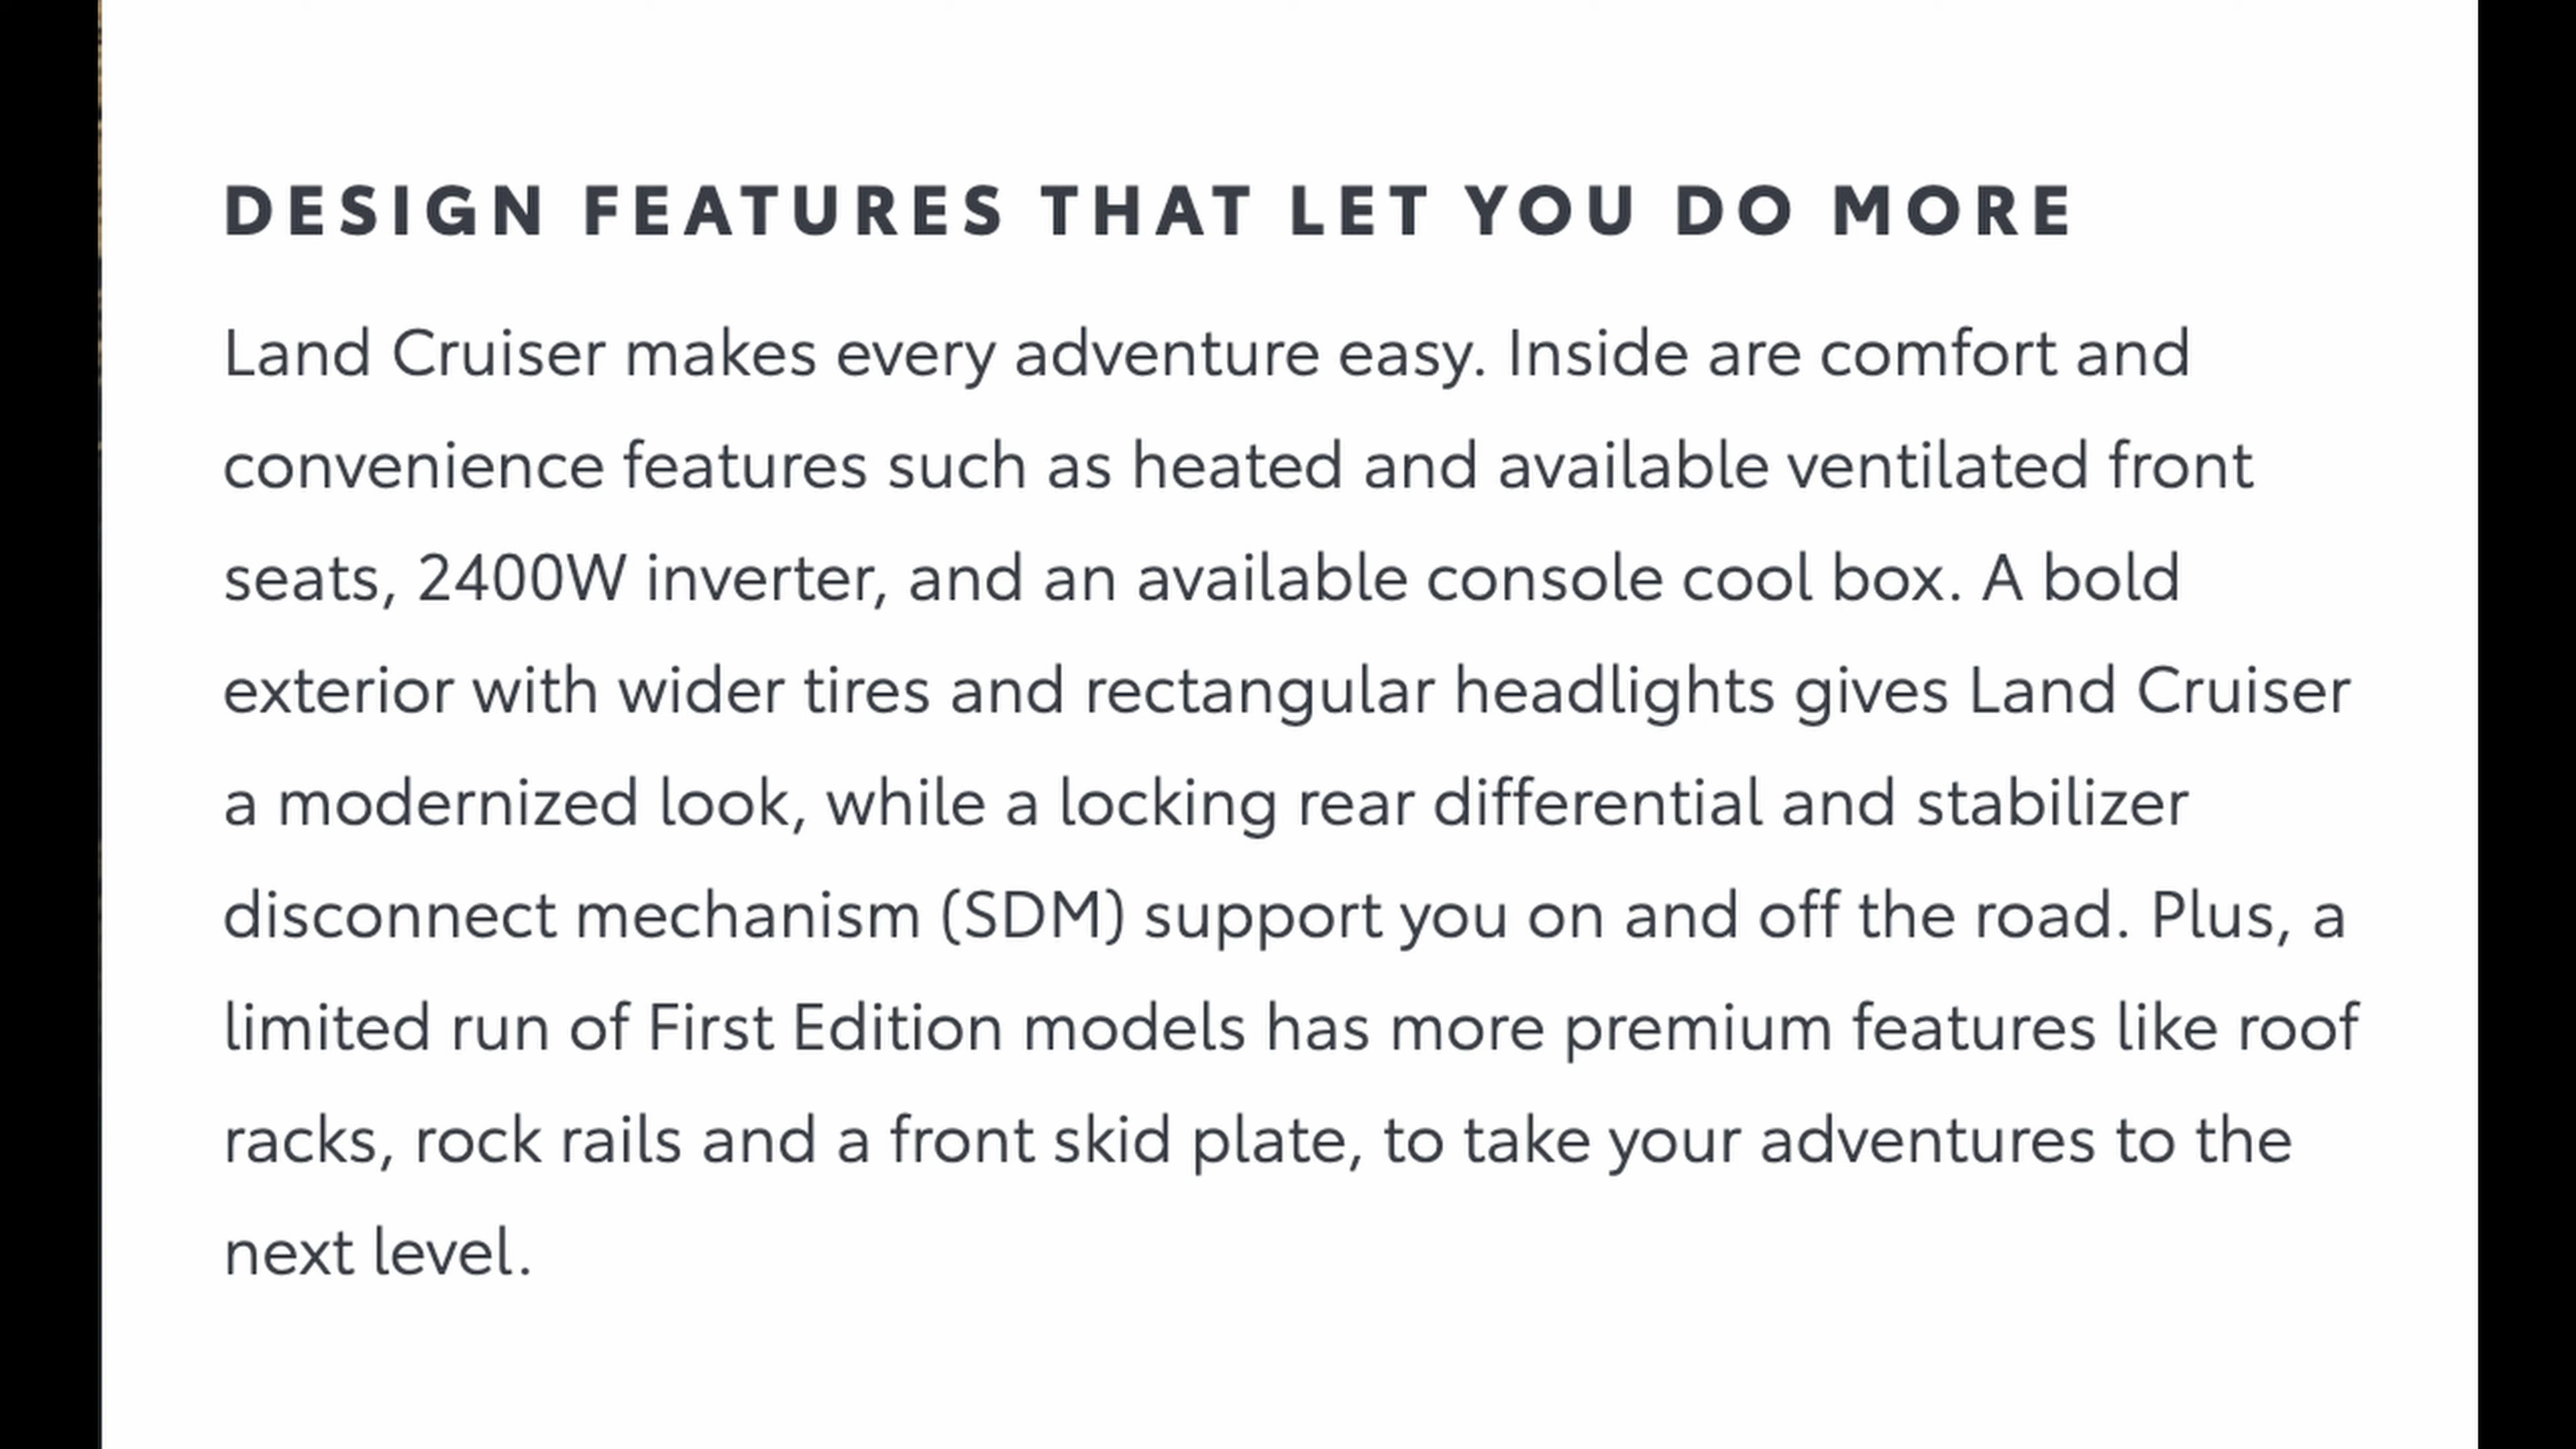 DESIGN FEATURES THAT LET YOU DO MORE
Land Cruiser makes every adventure easy. Inside are comfort and
convenience features such as heated and available ventilated front
seats, 2400W inverter, and an available console cool box. A bold
exterior with wider tires and rectangular headlights gives Land Cruiser
a modernized look, while a locking rear differential and stabilizer
disconnect mechanism (SDM) support you on and off the road. Plus, a
limited run of First Edition models has more premium features like roof
racks, rock rails and a front skid plate, to take your adventures to the
next level.